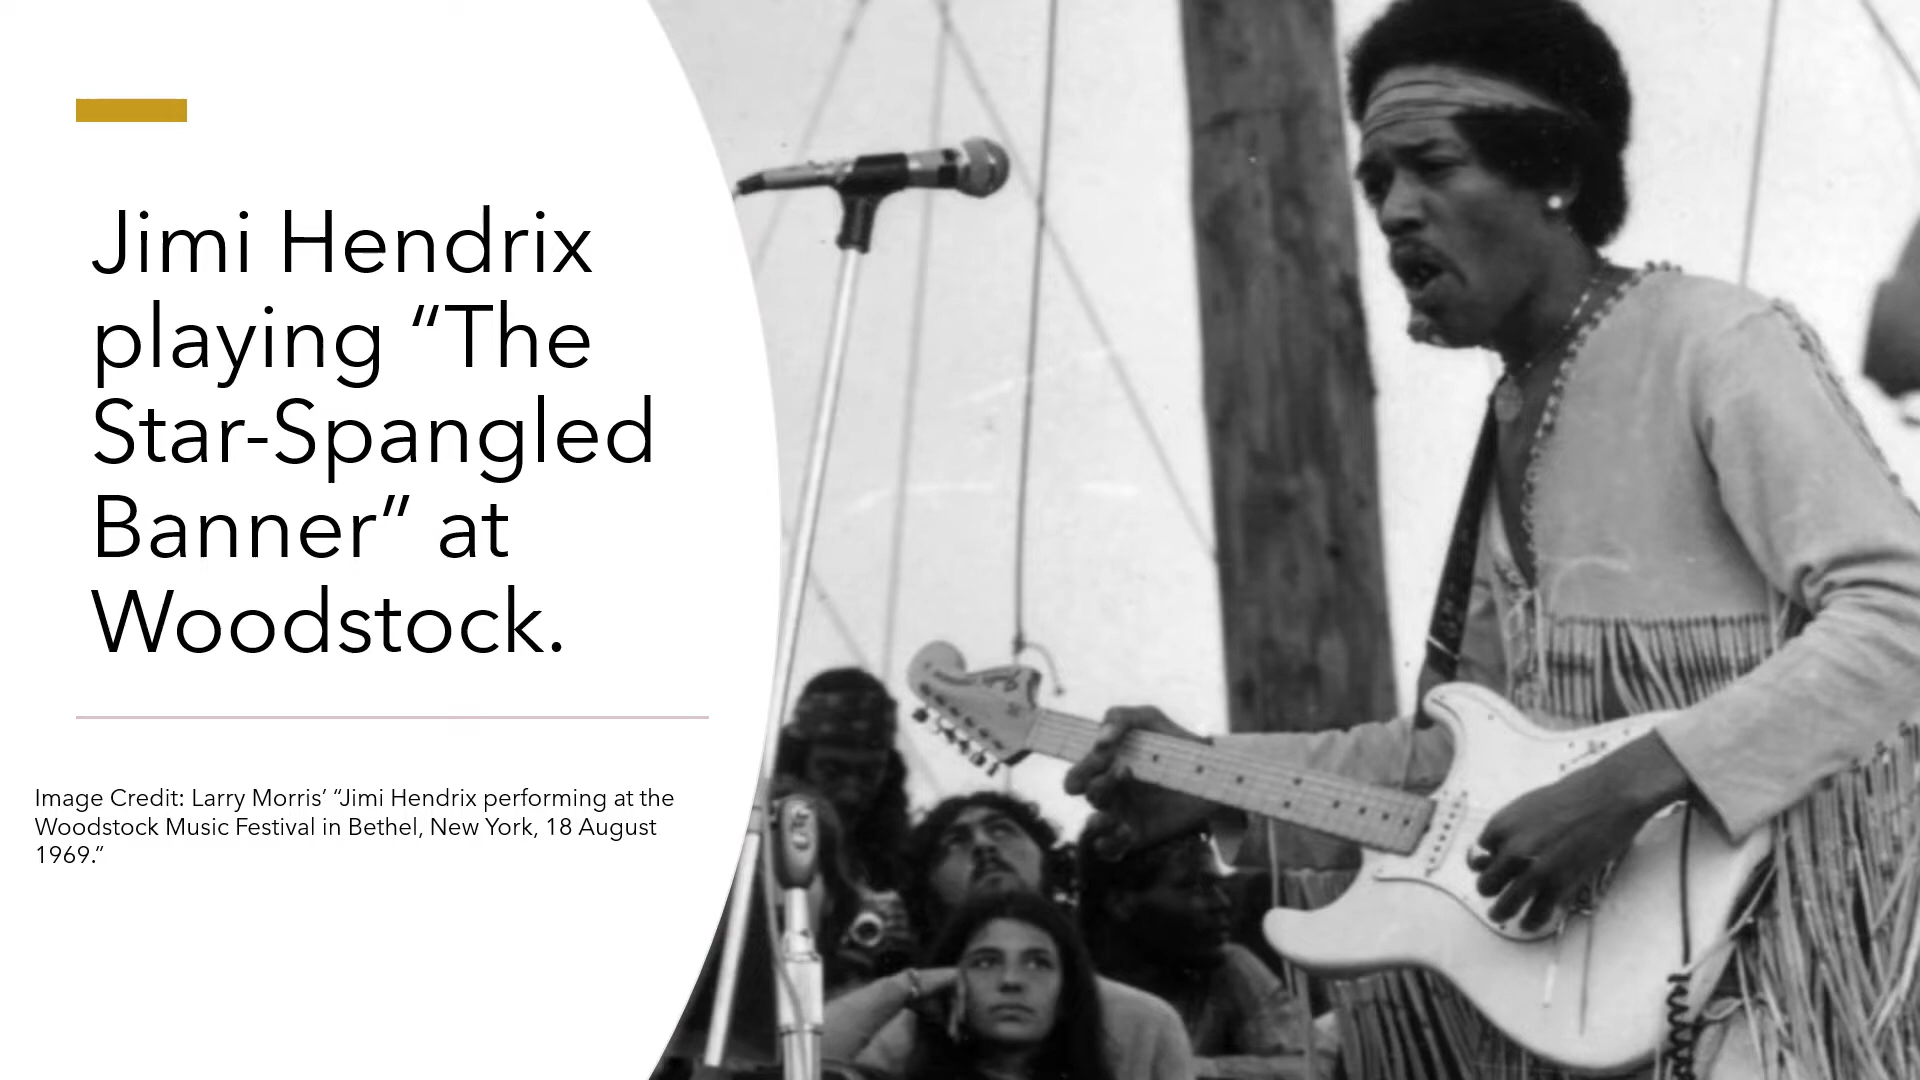 Jimi Hendrix
playing “The
Star-Spangled
Banner” at
Woodstock.
Image Credit: Larry Morris’ “Jimi Hendrix performing at the
Woodstock Music Festival in Bethel, New York, 18 August
1969.”